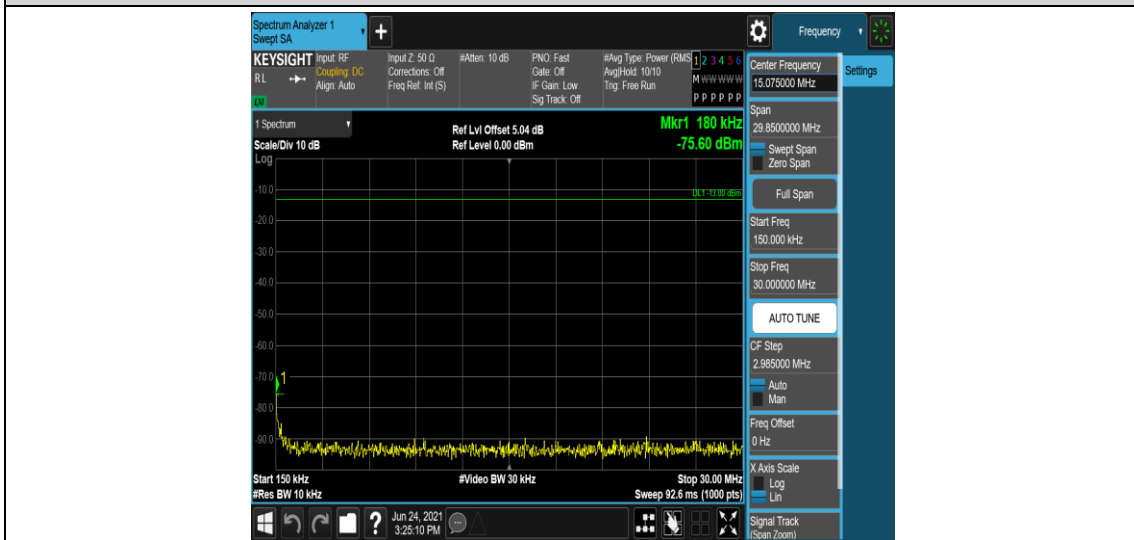 Spectrum Analyzer 1
Swept SA
+
Frequency
KEYSIGHT
RL
Input: RF
Coupling: DC
Align: Auto
Input Z: 50 Ω
Corrections: Off
Freq Ref: Int (S)
#Atten: 10 dB
PNO: Fast
Gate: Off
IF Gain: Low
Sig Track: Off
#Avg Type: Power (RMS
Avg|Hold: 10/10
Trig: Free Run
1 2 3 4 5 6
M W W W W W
P P P P P P
1 Spectrum
Scale/Div 10 dB
Ref Lvl Offset 5.04 dB
Ref Level 0.00 dBm
Mkr1 180 kHz
-75.60 dBm
Log
DL1 -13.00 dBm
-10.0
-20.0
-30.0
-40.0
-50.0
-60.0
-70.0
1
-80.0
-90.0
Start 150 kHz
#Res BW 10 kHz
#Video BW 30 kHz
Stop 30.00 MHz
Sweep 92.6 ms (1000 pts)
Center Frequency
15.075000 MHz
Settings
Span
29.8500000 MHz
Swept Span
Zero Span
Full Span
Start Freq
150.000 kHz
Stop Freq
30.000000 MHz
AUTO TUNE
CF Step
2.985000 MHz
Auto
Man
Freq Offset
0 Hz
X Axis Scale
Log
Lin
Signal Track
(Span Zoom)
?
Jun 24, 2021
3:25:10 PM